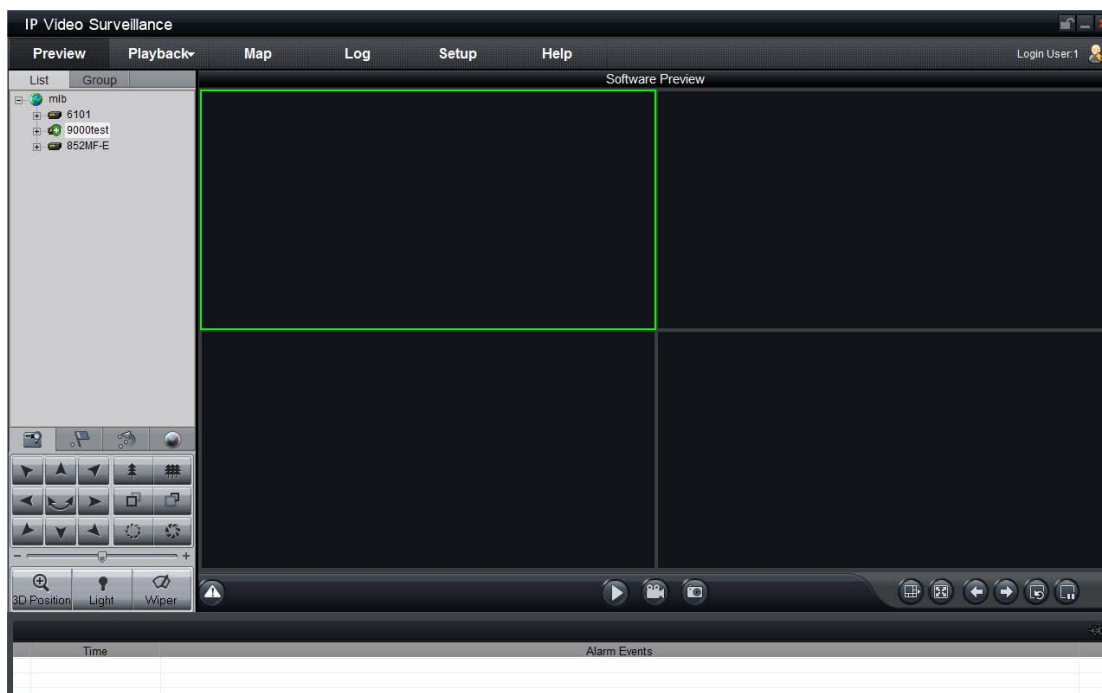 IP Video Surveillance
Preview Playback Map Log Setup Help Login User:1
List Group Software Preview
mlb
6101
9000test
852MF-E
3D Position Light Wiper
Time Alarm Events